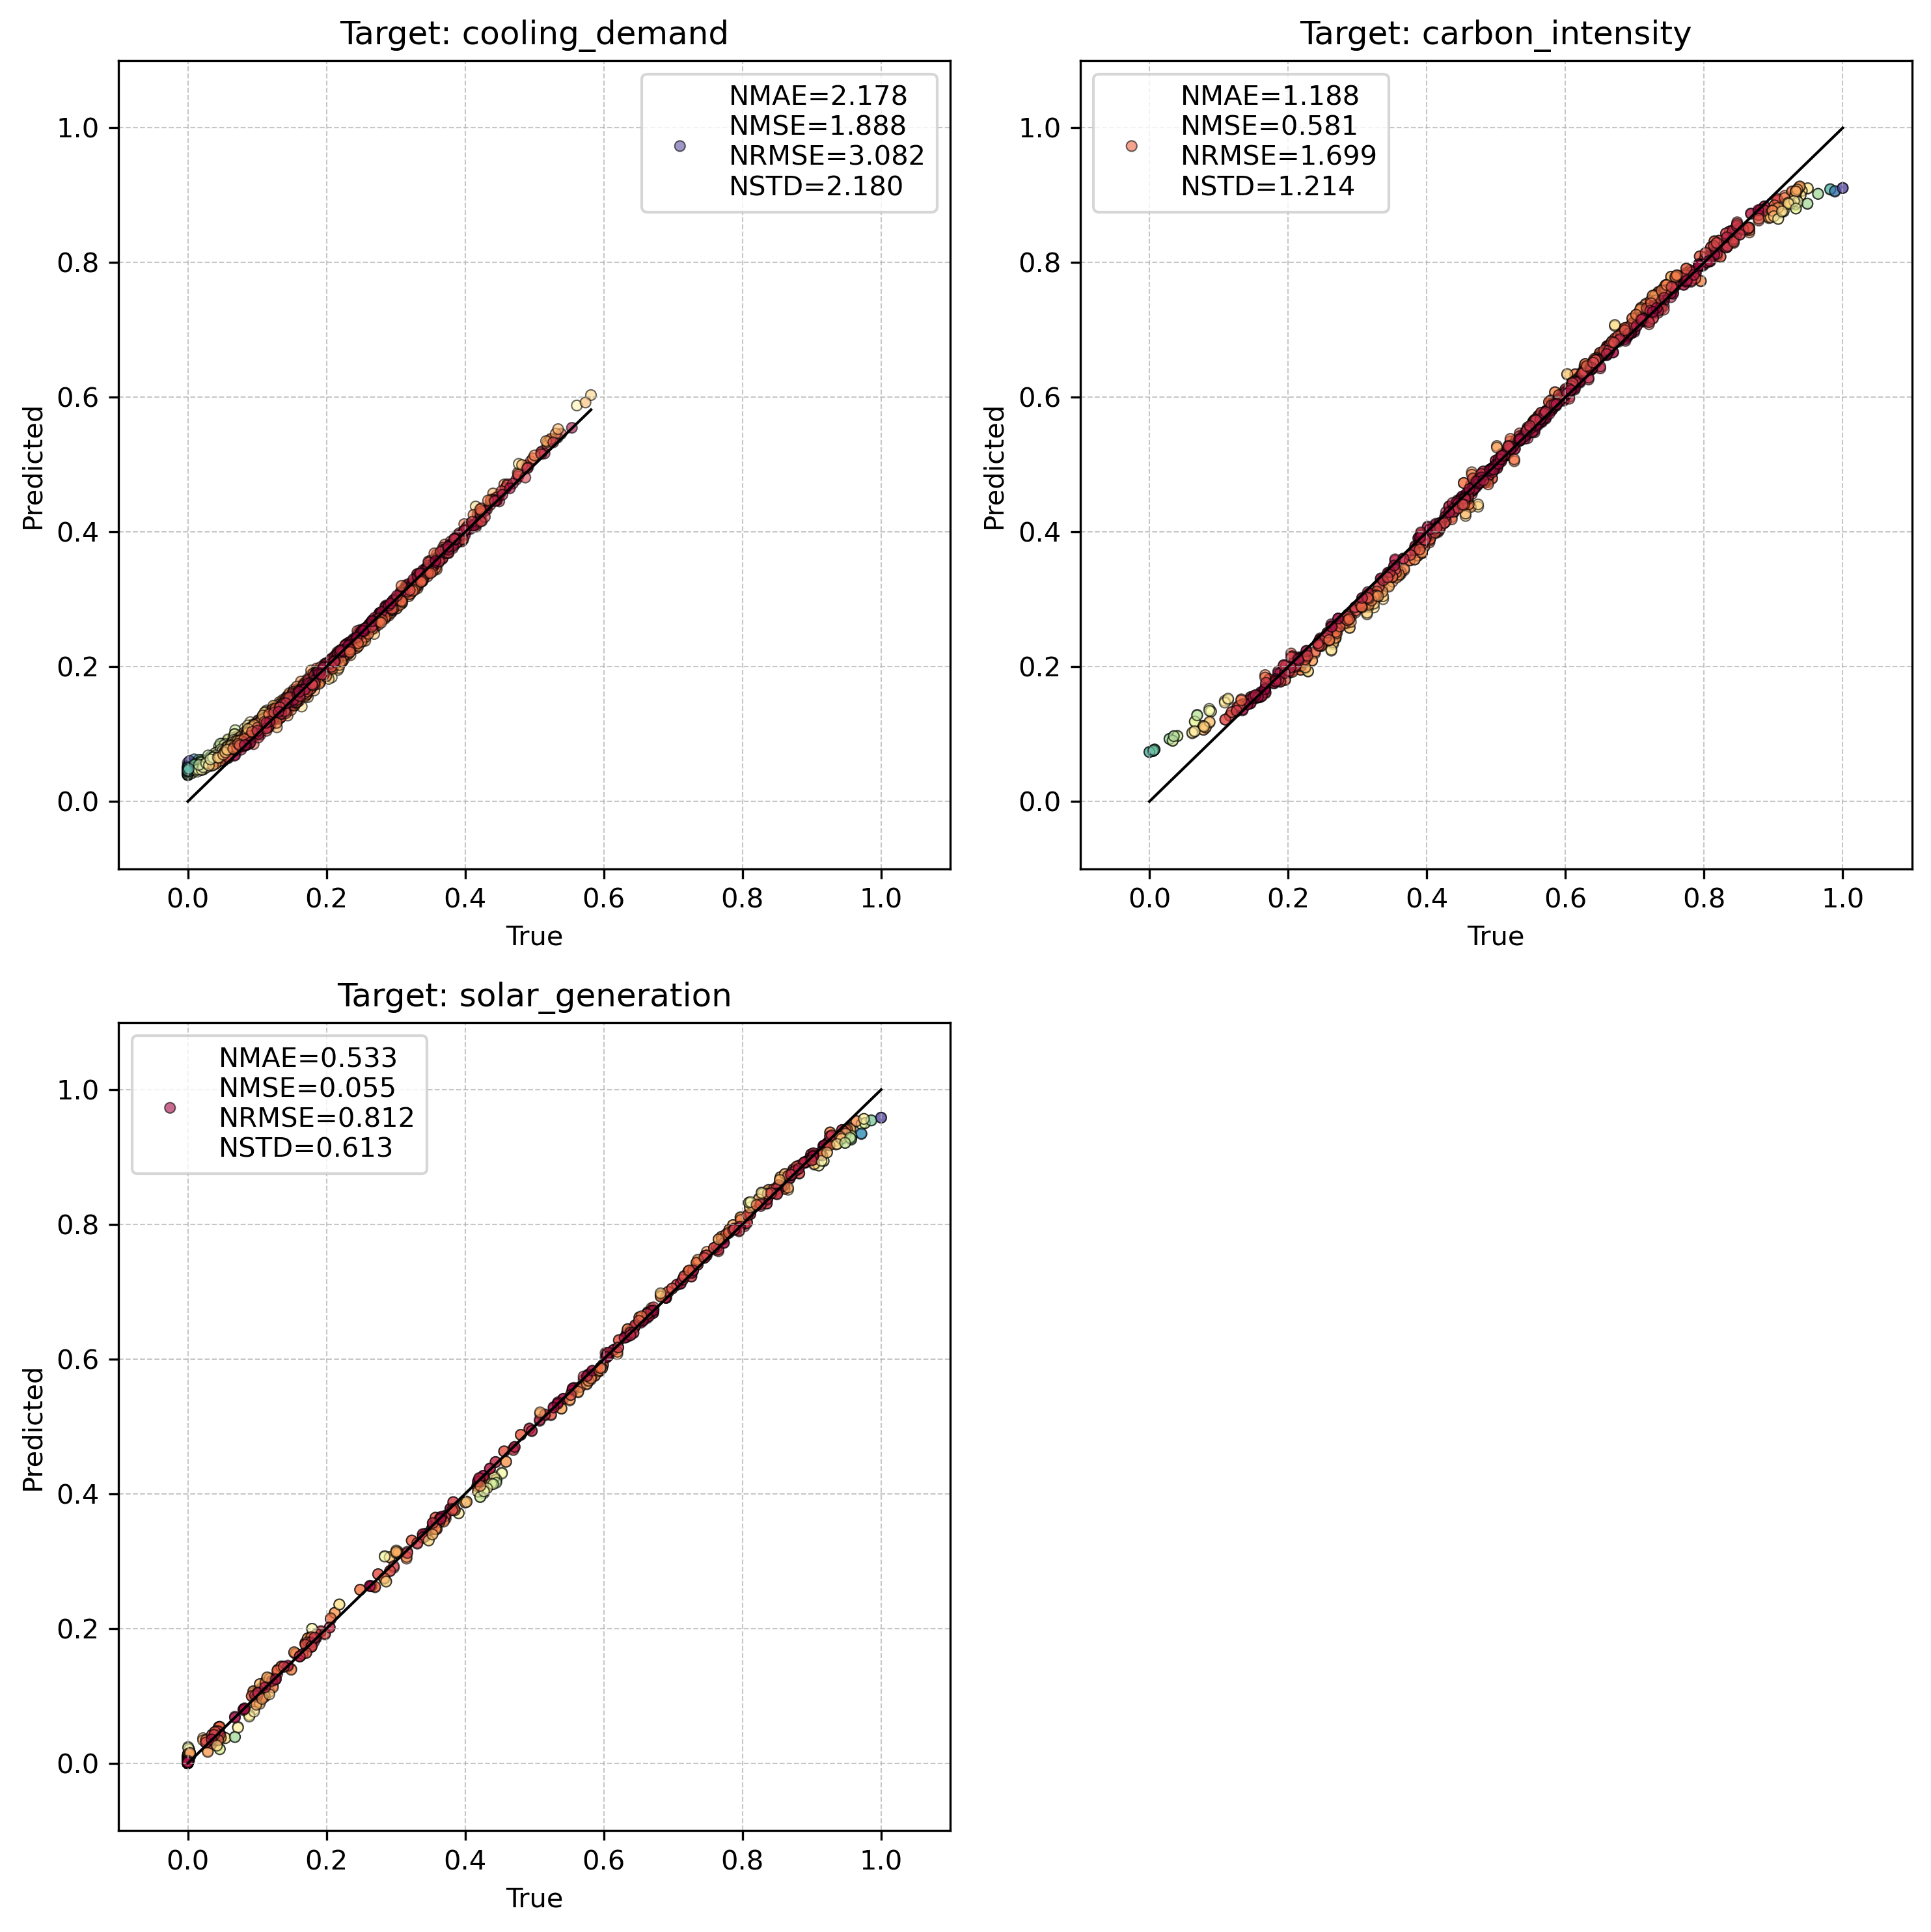 Target: cooling_demand
NMAE=2.178
NMSE=1.888
NRMSE=3.082
NSTD=2.180
1.0
0.8
0.6
0.4
0.2
0.0
Predicted
0.0 0.2 0.4 0.6 0.8 1.0
True
Target: carbon_intensity
NMAE=1.188
NMSE=0.581
NRMSE=1.699
NSTD=1.214
1.0
0.8
0.6
0.4
0.2
0.0
Predicted
0.0 0.2 0.4 0.6 0.8 1.0
True
Target: solar_generation
NMAE=0.533
NMSE=0.055
NRMSE=0.812
NSTD=0.613
1.0
0.8
0.6
0.4
0.2
0.0
Predicted
0.0 0.2 0.4 0.6 0.8 1.0
True